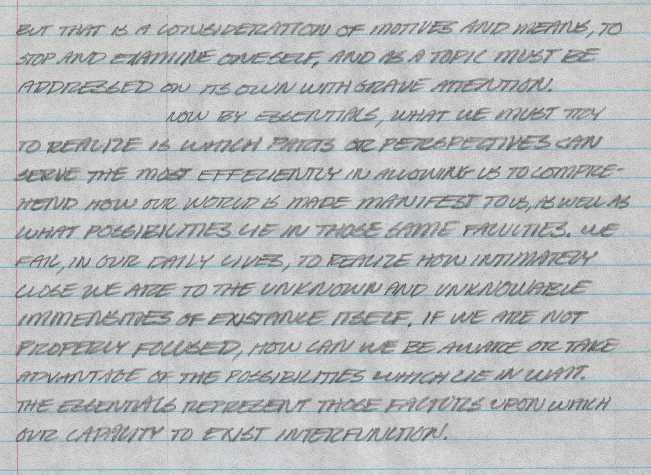 BUT THAT IS A CONSIDERATION OF MOTIVES AND MEANS, TO
STOP AND EXAMINE ONESELF, AND AS A TOPIC MUST BE
ADDRESSED ON ITS OWN WITH GRAVE ATTENTION.
NOW BY ESSENTIALS, WHAT WE MUST TRY
TO REALIZE IS WHICH PARTS OR PERSPECTIVES CAN
SERVE THE MOST EFFECIENTLY IN ALLOWING US TO COMPRE-
HEND HOW OUR WORLD IS MADE MANIFEST TO US, AS WELL AS
WHAT POSSIBILITIES LIE IN THOSE SAME FACULTIES. WE
FAIL, IN OUR DAILY LIVES, TO REALIZE HOW INTIMATELY
CLOSE WE ARE TO THE UNKNOWN AND UNKNOWABLE
IMMENSITIES OF EXISTANCE ITSELF. IF WE ARE NOT
PROPERLY FOCUSED, HOW CAN WE BE AWARE OR TAKE
ADVANTAGE OF THE POSSIBILITIES WHICH LIE IN WAIT.
THE ESSENTIALS REPRESENT THOSE FACTORS UPON WHICH
OUR CAPACITY TO EXIST INTERFUNCTION.